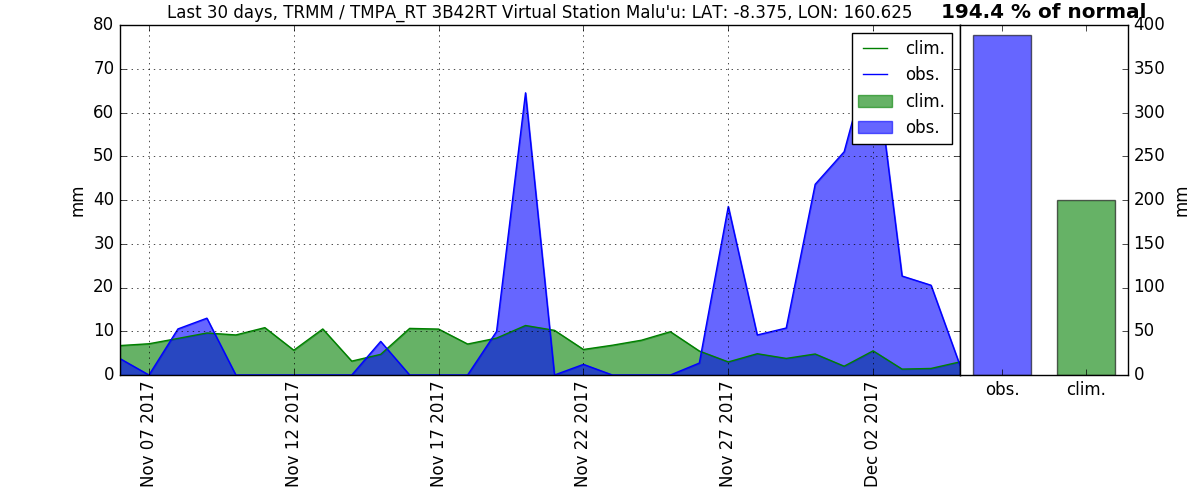 Last 30 days, TRMM / TMPA_RT 3B42RT Virtual Station Malu'u: LAT: -8.375, LON: 160.625
194.4 % of normal
80
70
60
50
40
30
20
10
0
mm
clim.
obs.
clim.
obs.
400
350
300
250
200
150
100
50
0
mm
obs.
clim.
Nov 07 2017
Nov 12 2017
Nov 17 2017
Nov 22 2017
Nov 27 2017
Dec 02 2017